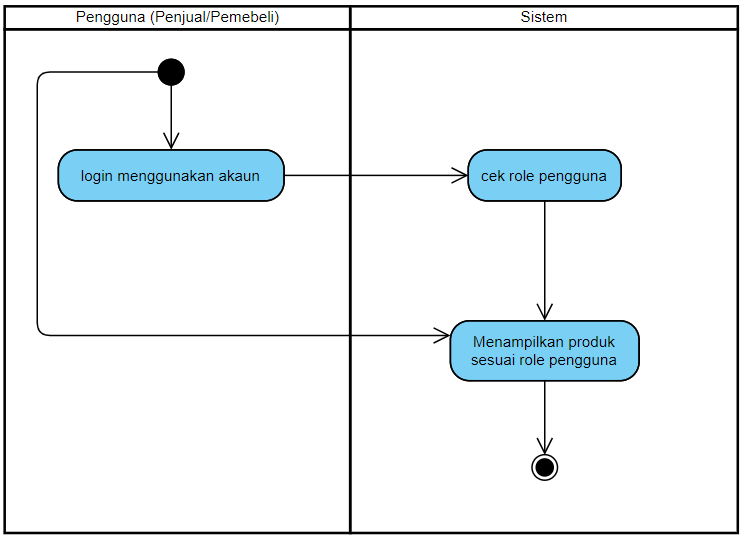 Pengguna (Penjual/Pemebeli)
Sistem
login menggunakan akaun
cek role pengguna
Menampilkan produk
sesuai role pengguna